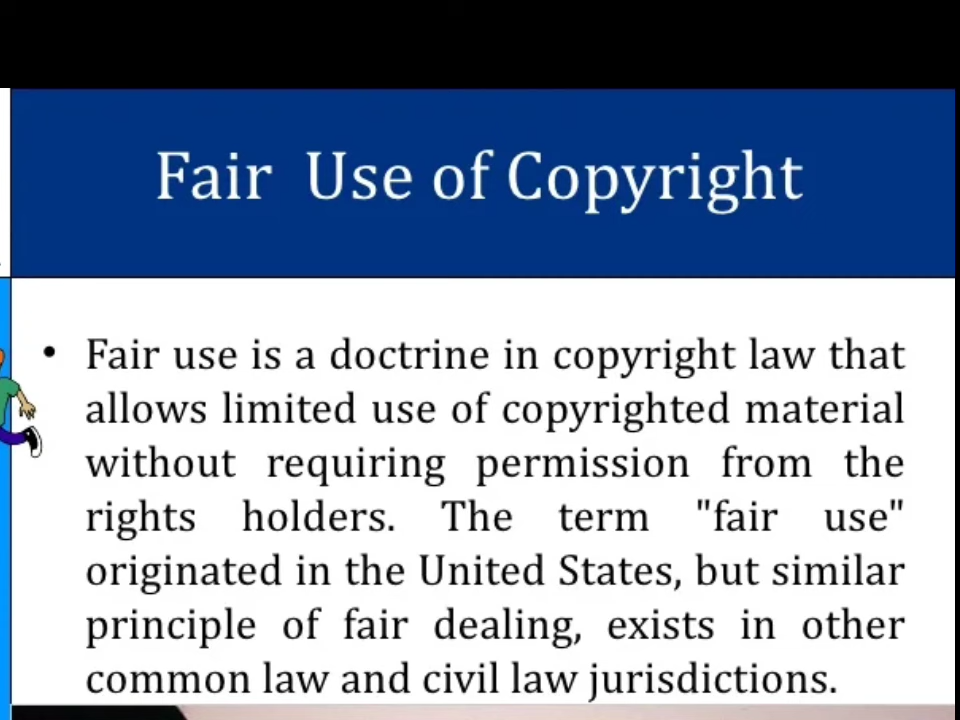 Fair Use of Copyright
• Fair use is a doctrine in copyright law that
allows limited use of copyrighted material
without requiring permission from the
rights holders. The term "fair use"
originated in the United States, but similar
principle of fair dealing, exists in other
common law and civil law jurisdictions.